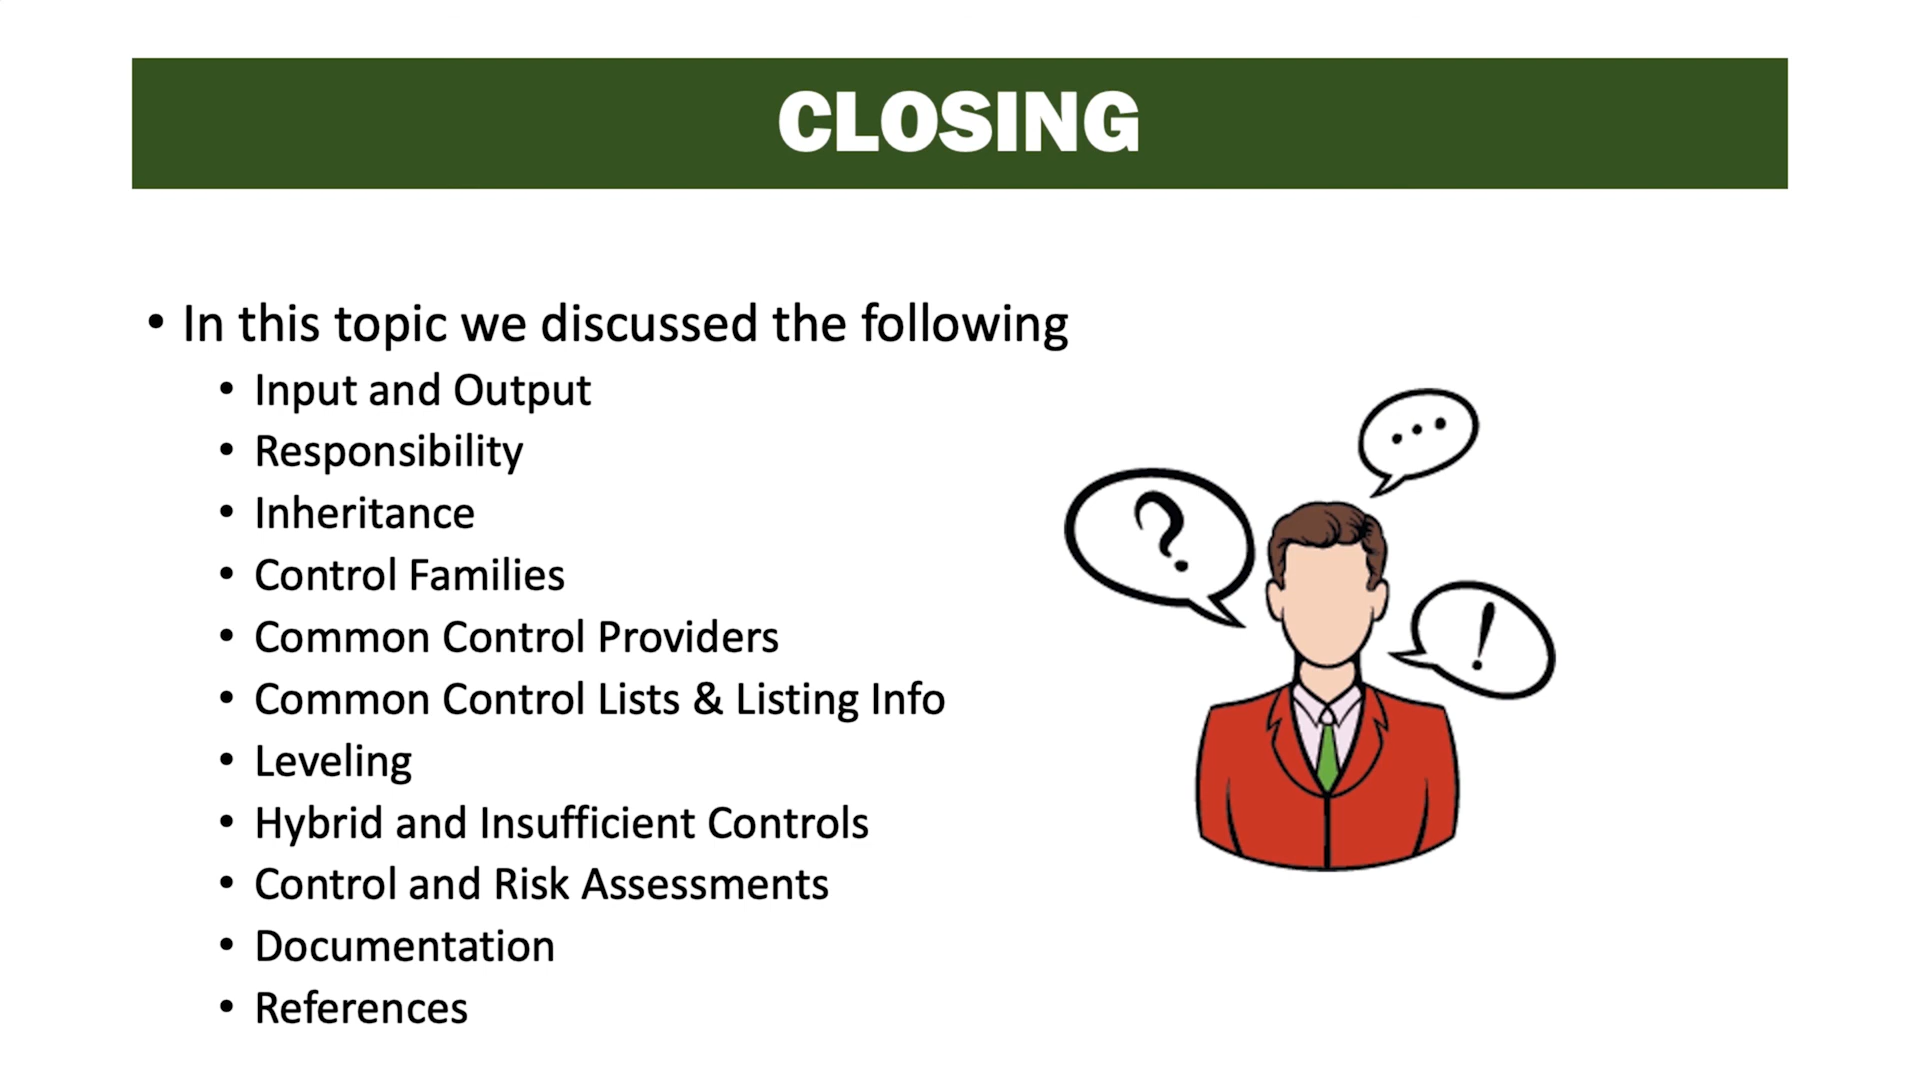 CLOSING
• In this topic we discussed the following
• Input and Output
• Responsibility
• Inheritance
• Control Families
• Common Control Providers
• Common Control Lists & Listing Info
• Leveling
• Hybrid and Insufficient Controls
• Control and Risk Assessments
• Documentation
• References
...
?
!